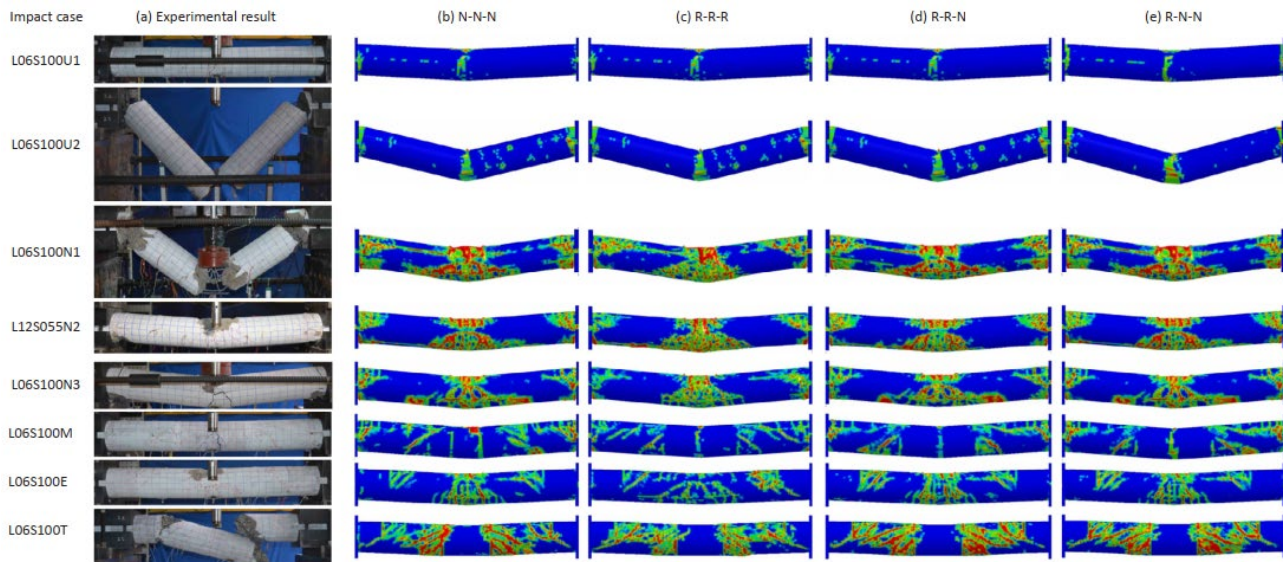 Impact case (a) Experimental result (b) N-N-N (c) R-R-R (d) R-R-N (e) R-N-N
L06S100U1
L06S100U2
L06S100N1
L12S055N2
L06S100N3
L06S100M
L06S100E
L06S100T